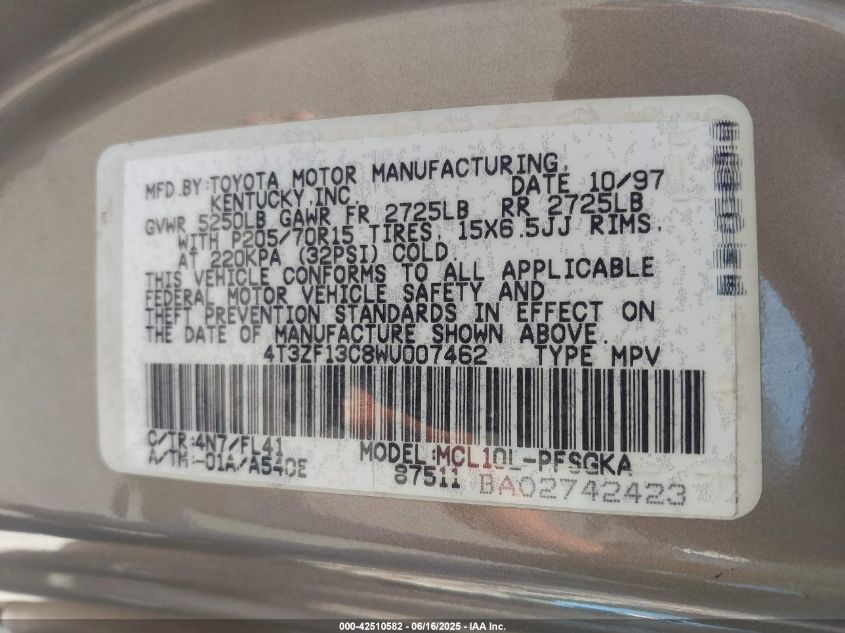 MFD.BY:TOYOTA MOTOR MANUFACTURING,
KENTUCKY,INC. DATE 10/97
GVWR 5250LB GAWR FR 2725LB RR 2725LB
WITH P205/70R15 TIRES, 15X6.5JJ RIMS,
AT 220KPA (32PSI) COLD.
THIS VEHICLE CONFORMS TO ALL APPLICABLE
FEDERAL MOTOR VEHICLE SAFETY AND
THEFT PREVENTION STANDARDS IN EFFECT ON
THE DATE OF MANUFACTURE SHOWN ABOVE.
4T3ZF13C8WU007462 TYPE MPV
C/TR:4N7/FL41 MODEL:MCL10L-PFSGKA
A/TM:-01A/A540E 87511 BA02742423
000-42510582 - 06/16/2025 - IAA Inc.